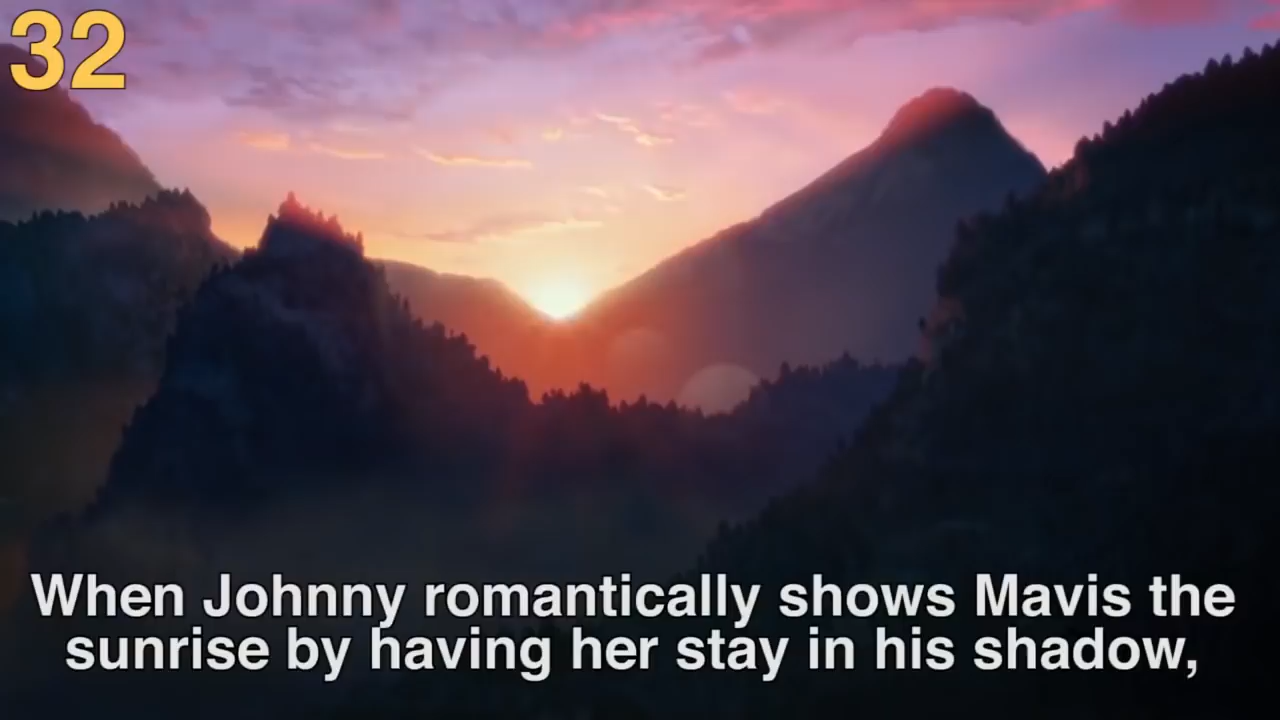 32
When Johnny romantically shows Mavis the
sunrise by having her stay in his shadow,